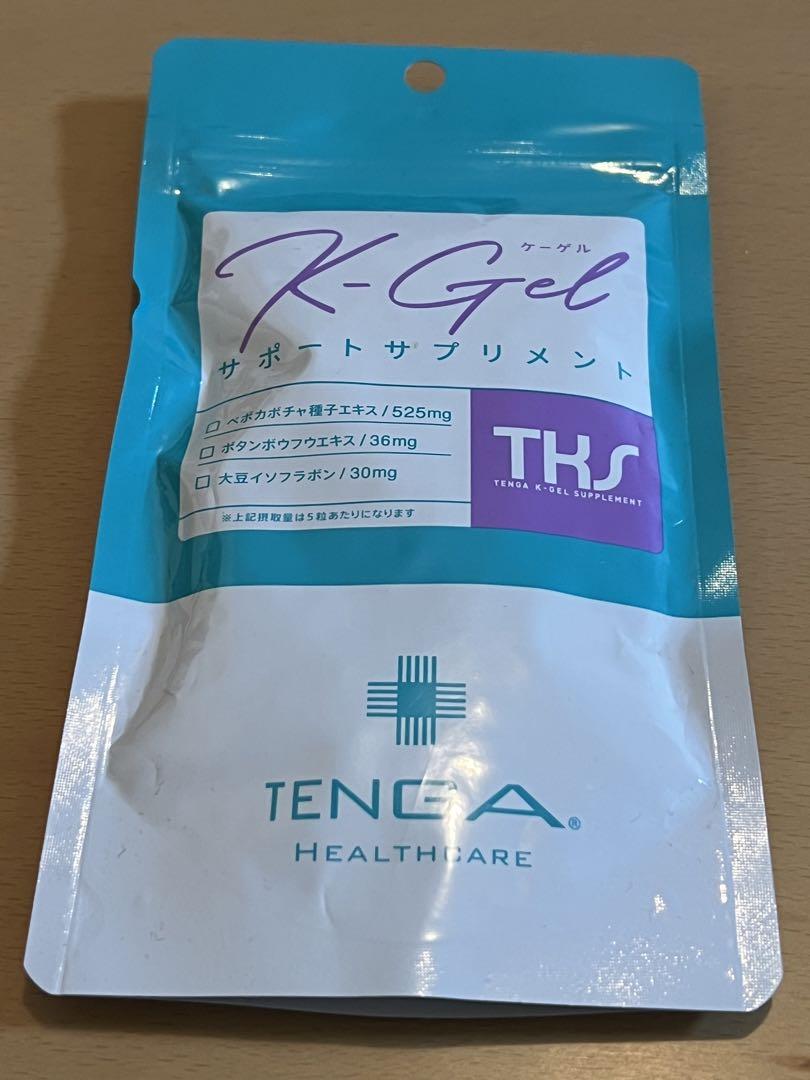 K-Gel
ケーゲル
サポートサプリメント
□ ペポカボチャ種子エキス/525mg
□ ボタンボウフウエキス/36mg
□ 大豆イソフラボン/30mg
※上記摂取量は5粒あたりになります
TKS
TENGA K-GEL SUPPLEMENT
TENGA®
HEALTHCARE